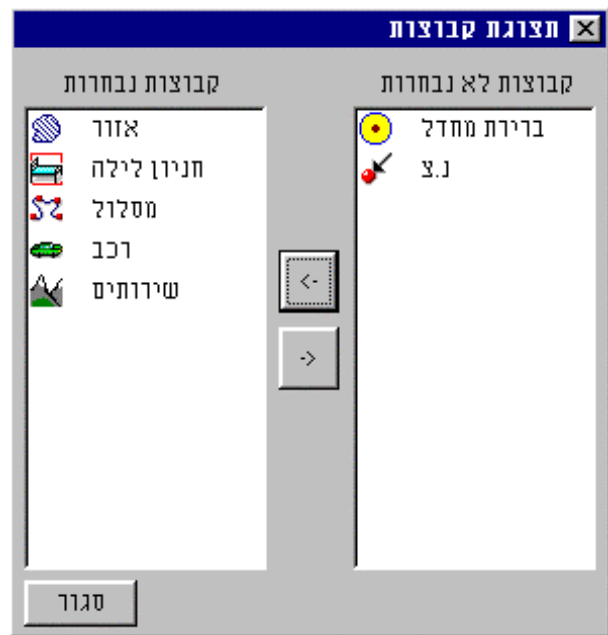 תצוגת קבוצות
קבוצות לא נבחרות
ברירת מחדל
נ.צ
קבוצות נבחרות
אזור
חניון לילה
מסלול
רכב
שירותים
<-
->
סגור